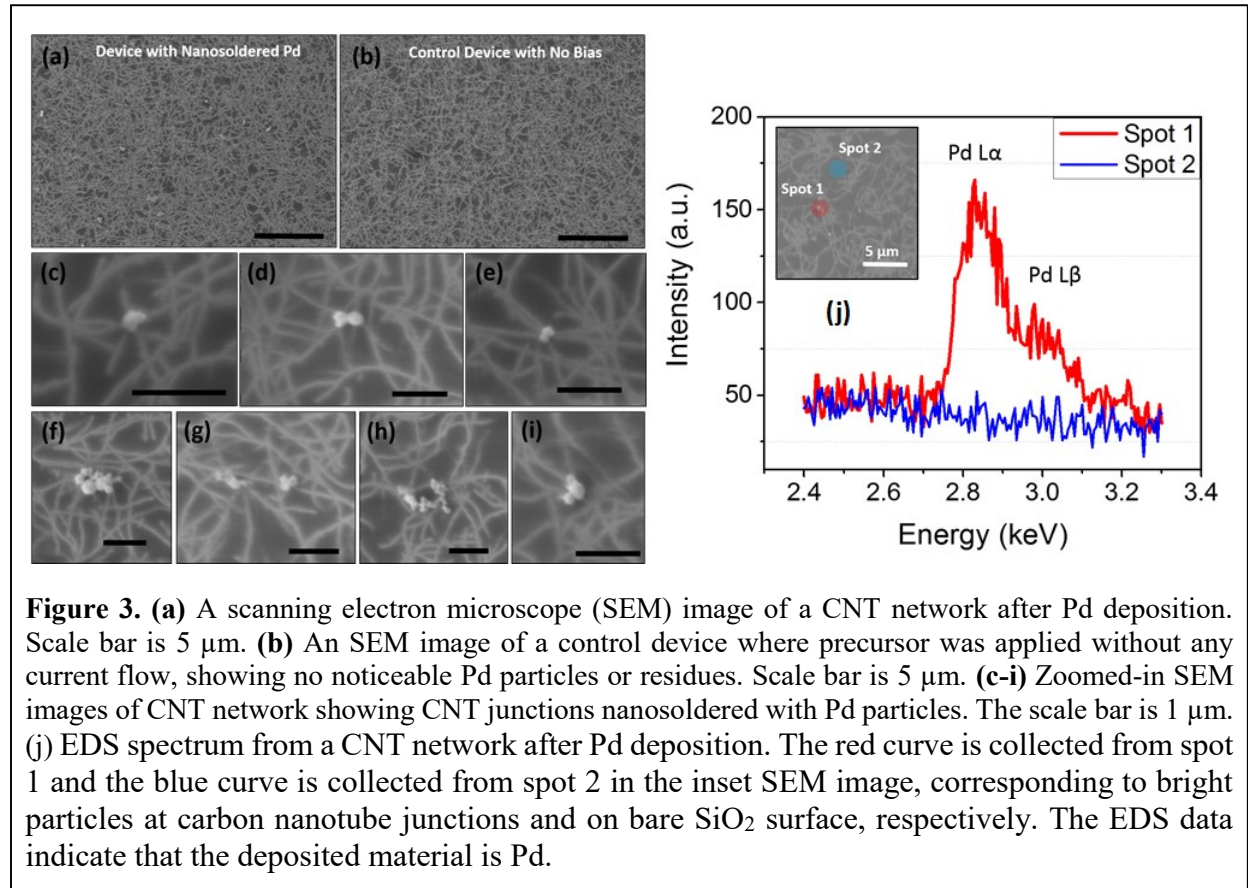 (a) Device with Nanosoldered Pd
(b) Control Device with No Bias
(c)
(d)
(e)
(f)
(g)
(h)
(i)
200
150
100
50
Intensity (a.u.)
Spot 1
Spot 2
Pd Lα
Pd Lβ
Spot 2
Spot 1
5 µm
(j)
2.4 2.6 2.8 3.0 3.2 3.4
Energy (keV)
Figure 3. (a) A scanning electron microscope (SEM) image of a CNT network after Pd deposition.
Scale bar is 5 µm. (b) An SEM image of a control device where precursor was applied without any
current flow, showing no noticeable Pd particles or residues. Scale bar is 5 µm. (c-i) Zoomed-in SEM
images of CNT network showing CNT junctions nanosoldered with Pd particles. The scale bar is 1 µm.
(j) EDS spectrum from a CNT network after Pd deposition. The red curve is collected from spot
1 and the blue curve is collected from spot 2 in the inset SEM image, corresponding to bright
particles at carbon nanotube junctions and on bare SiO₂ surface, respectively. The EDS data
indicate that the deposited material is Pd.